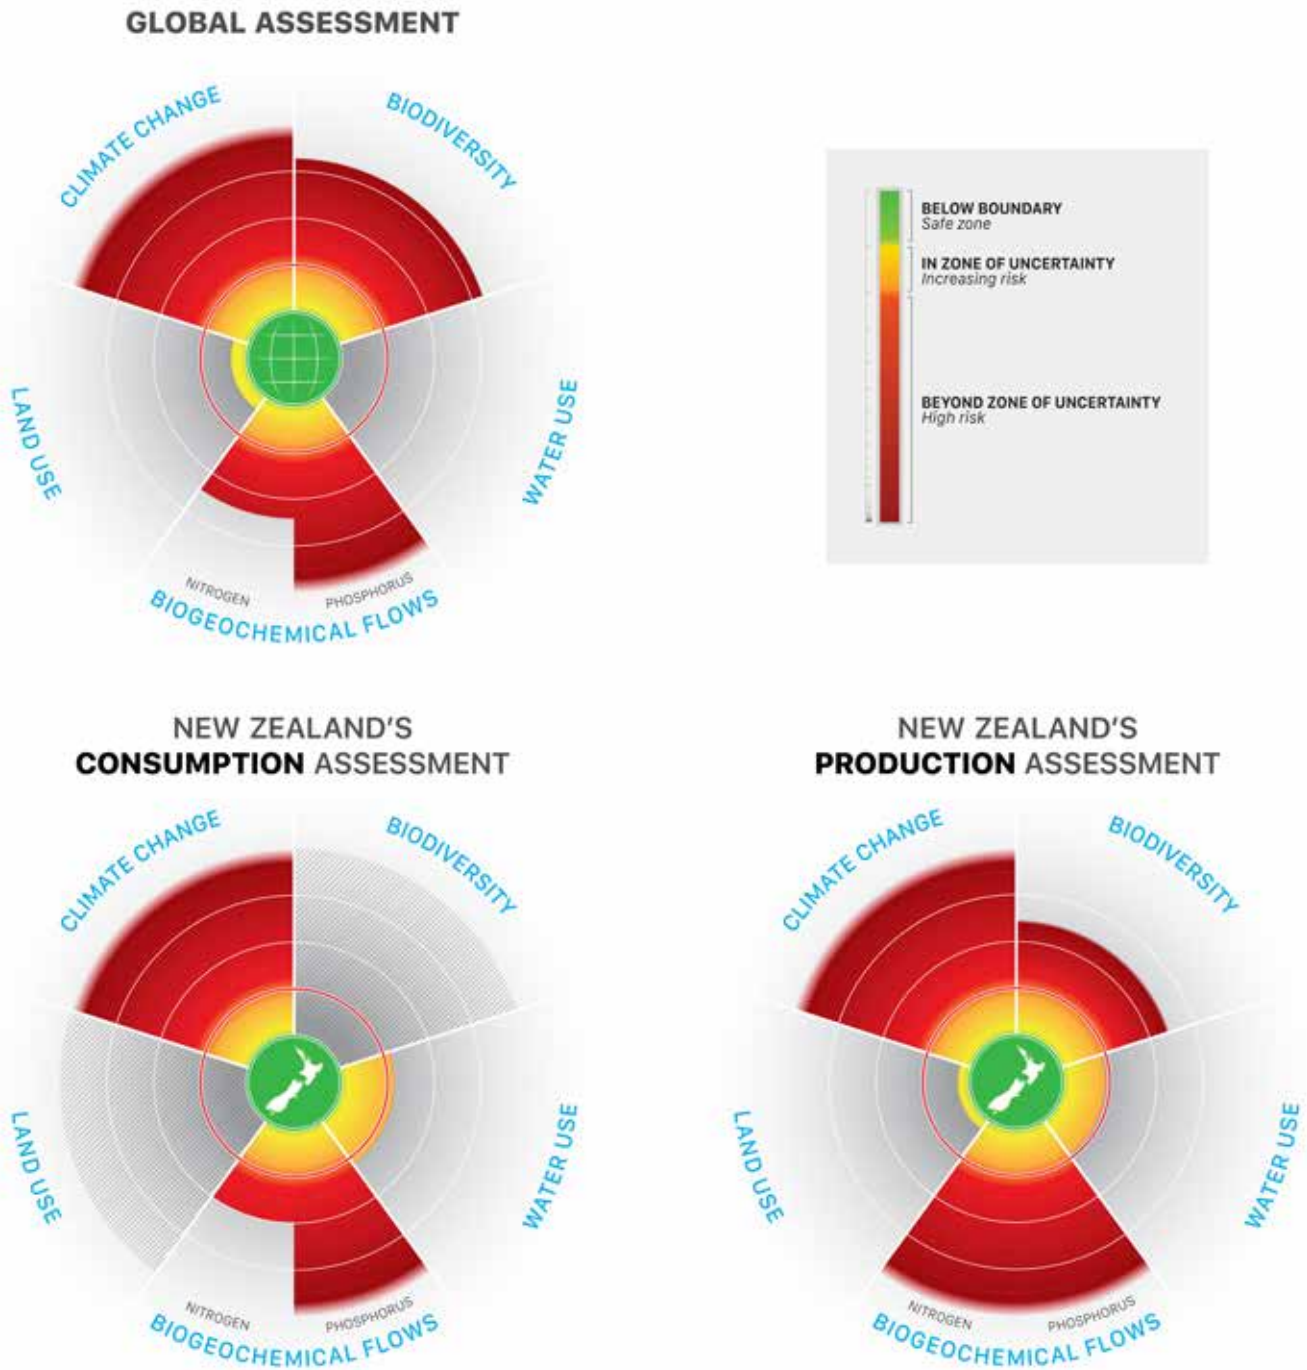 GLOBAL ASSESSMENT
CLIMATE CHANGE
BIODIVERSITY
LAND USE
WATER USE
NITROGEN
PHOSPHORUS
BIOGEOCHEMICAL FLOWS
BELOW BOUNDARY
Safe zone
IN ZONE OF UNCERTAINTY
Increasing risk
BEYOND ZONE OF UNCERTAINTY
High risk
NEW ZEALAND'S
CONSUMPTION ASSESSMENT
CLIMATE CHANGE
BIODIVERSITY
LAND USE
WATER USE
NITROGEN
PHOSPHORUS
BIOGEOCHEMICAL FLOWS
NEW ZEALAND'S
PRODUCTION ASSESSMENT
CLIMATE CHANGE
BIODIVERSITY
LAND USE
WATER USE
NITROGEN
PHOSPHORUS
BIOGEOCHEMICAL FLOWS